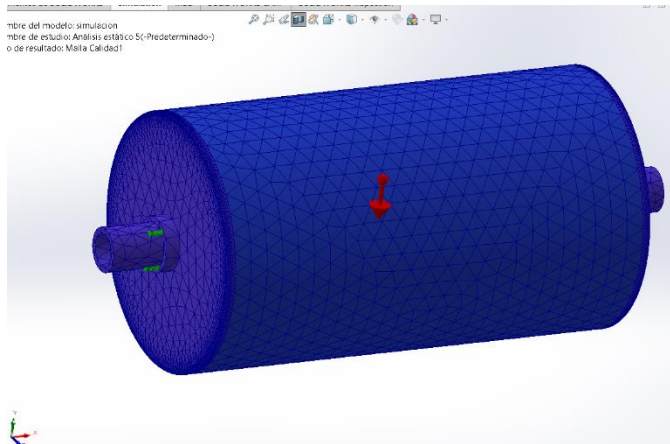 mbre del modelo: simulacion
mbre de estudio: Análisis estático 5(-Predeterminado-)
o de resultado: Malla Calidad1